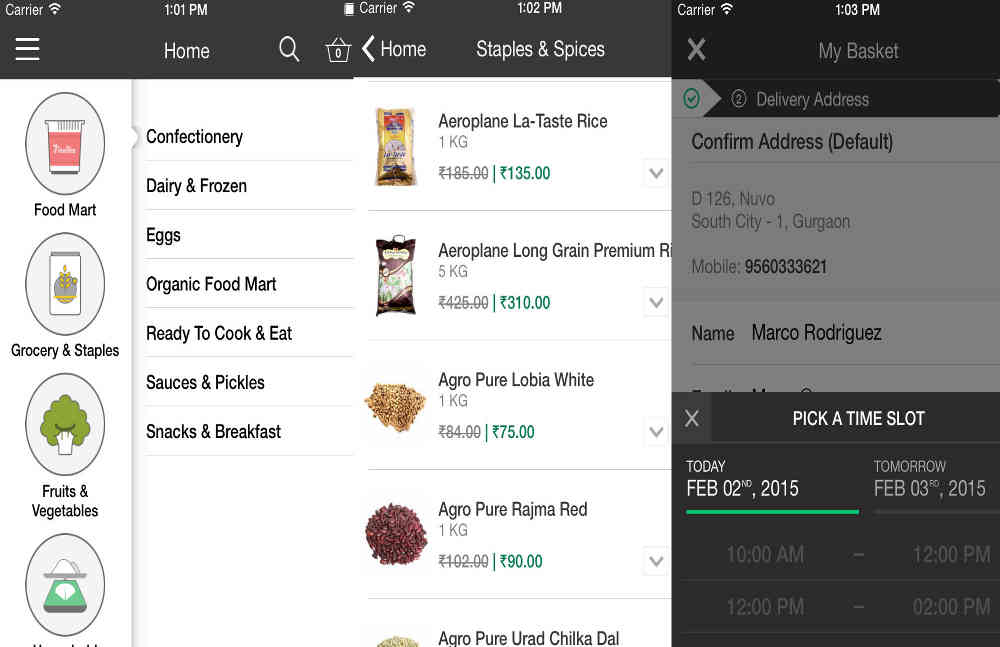 Carrier
1:01 PM
Home
0
Food Mart
Grocery & Staples
Fruits &
Vegetables
Confectionery
Dairy & Frozen
Eggs
Organic Food Mart
Ready To Cook & Eat
Sauces & Pickles
Snacks & Breakfast
Carrier
1:02 PM
Home
Staples & Spices
Aeroplane La-Taste Rice
1 KG
₹185.00 | ₹135.00
Aeroplane Long Grain Premium Ri
5 KG
₹425.00 | ₹310.00
Agro Pure Lobia White
1 KG
₹84.00 | ₹75.00
Agro Pure Rajma Red
1 KG
₹102.00 | ₹90.00
Agro Pure Urad Chilka Dal
Carrier
1:03 PM
My Basket
2 Delivery Address
Confirm Address (Default)
D 126, Nuvo
South City - 1, Gurgaon
Mobile: 9560333621
Name Marco Rodriguez
PICK A TIME SLOT
TODAY
FEB 02ND, 2015
TOMORROW
FEB 03RD, 2015
10:00 AM – 12:00 PM
12:00 PM – 02:00 PM